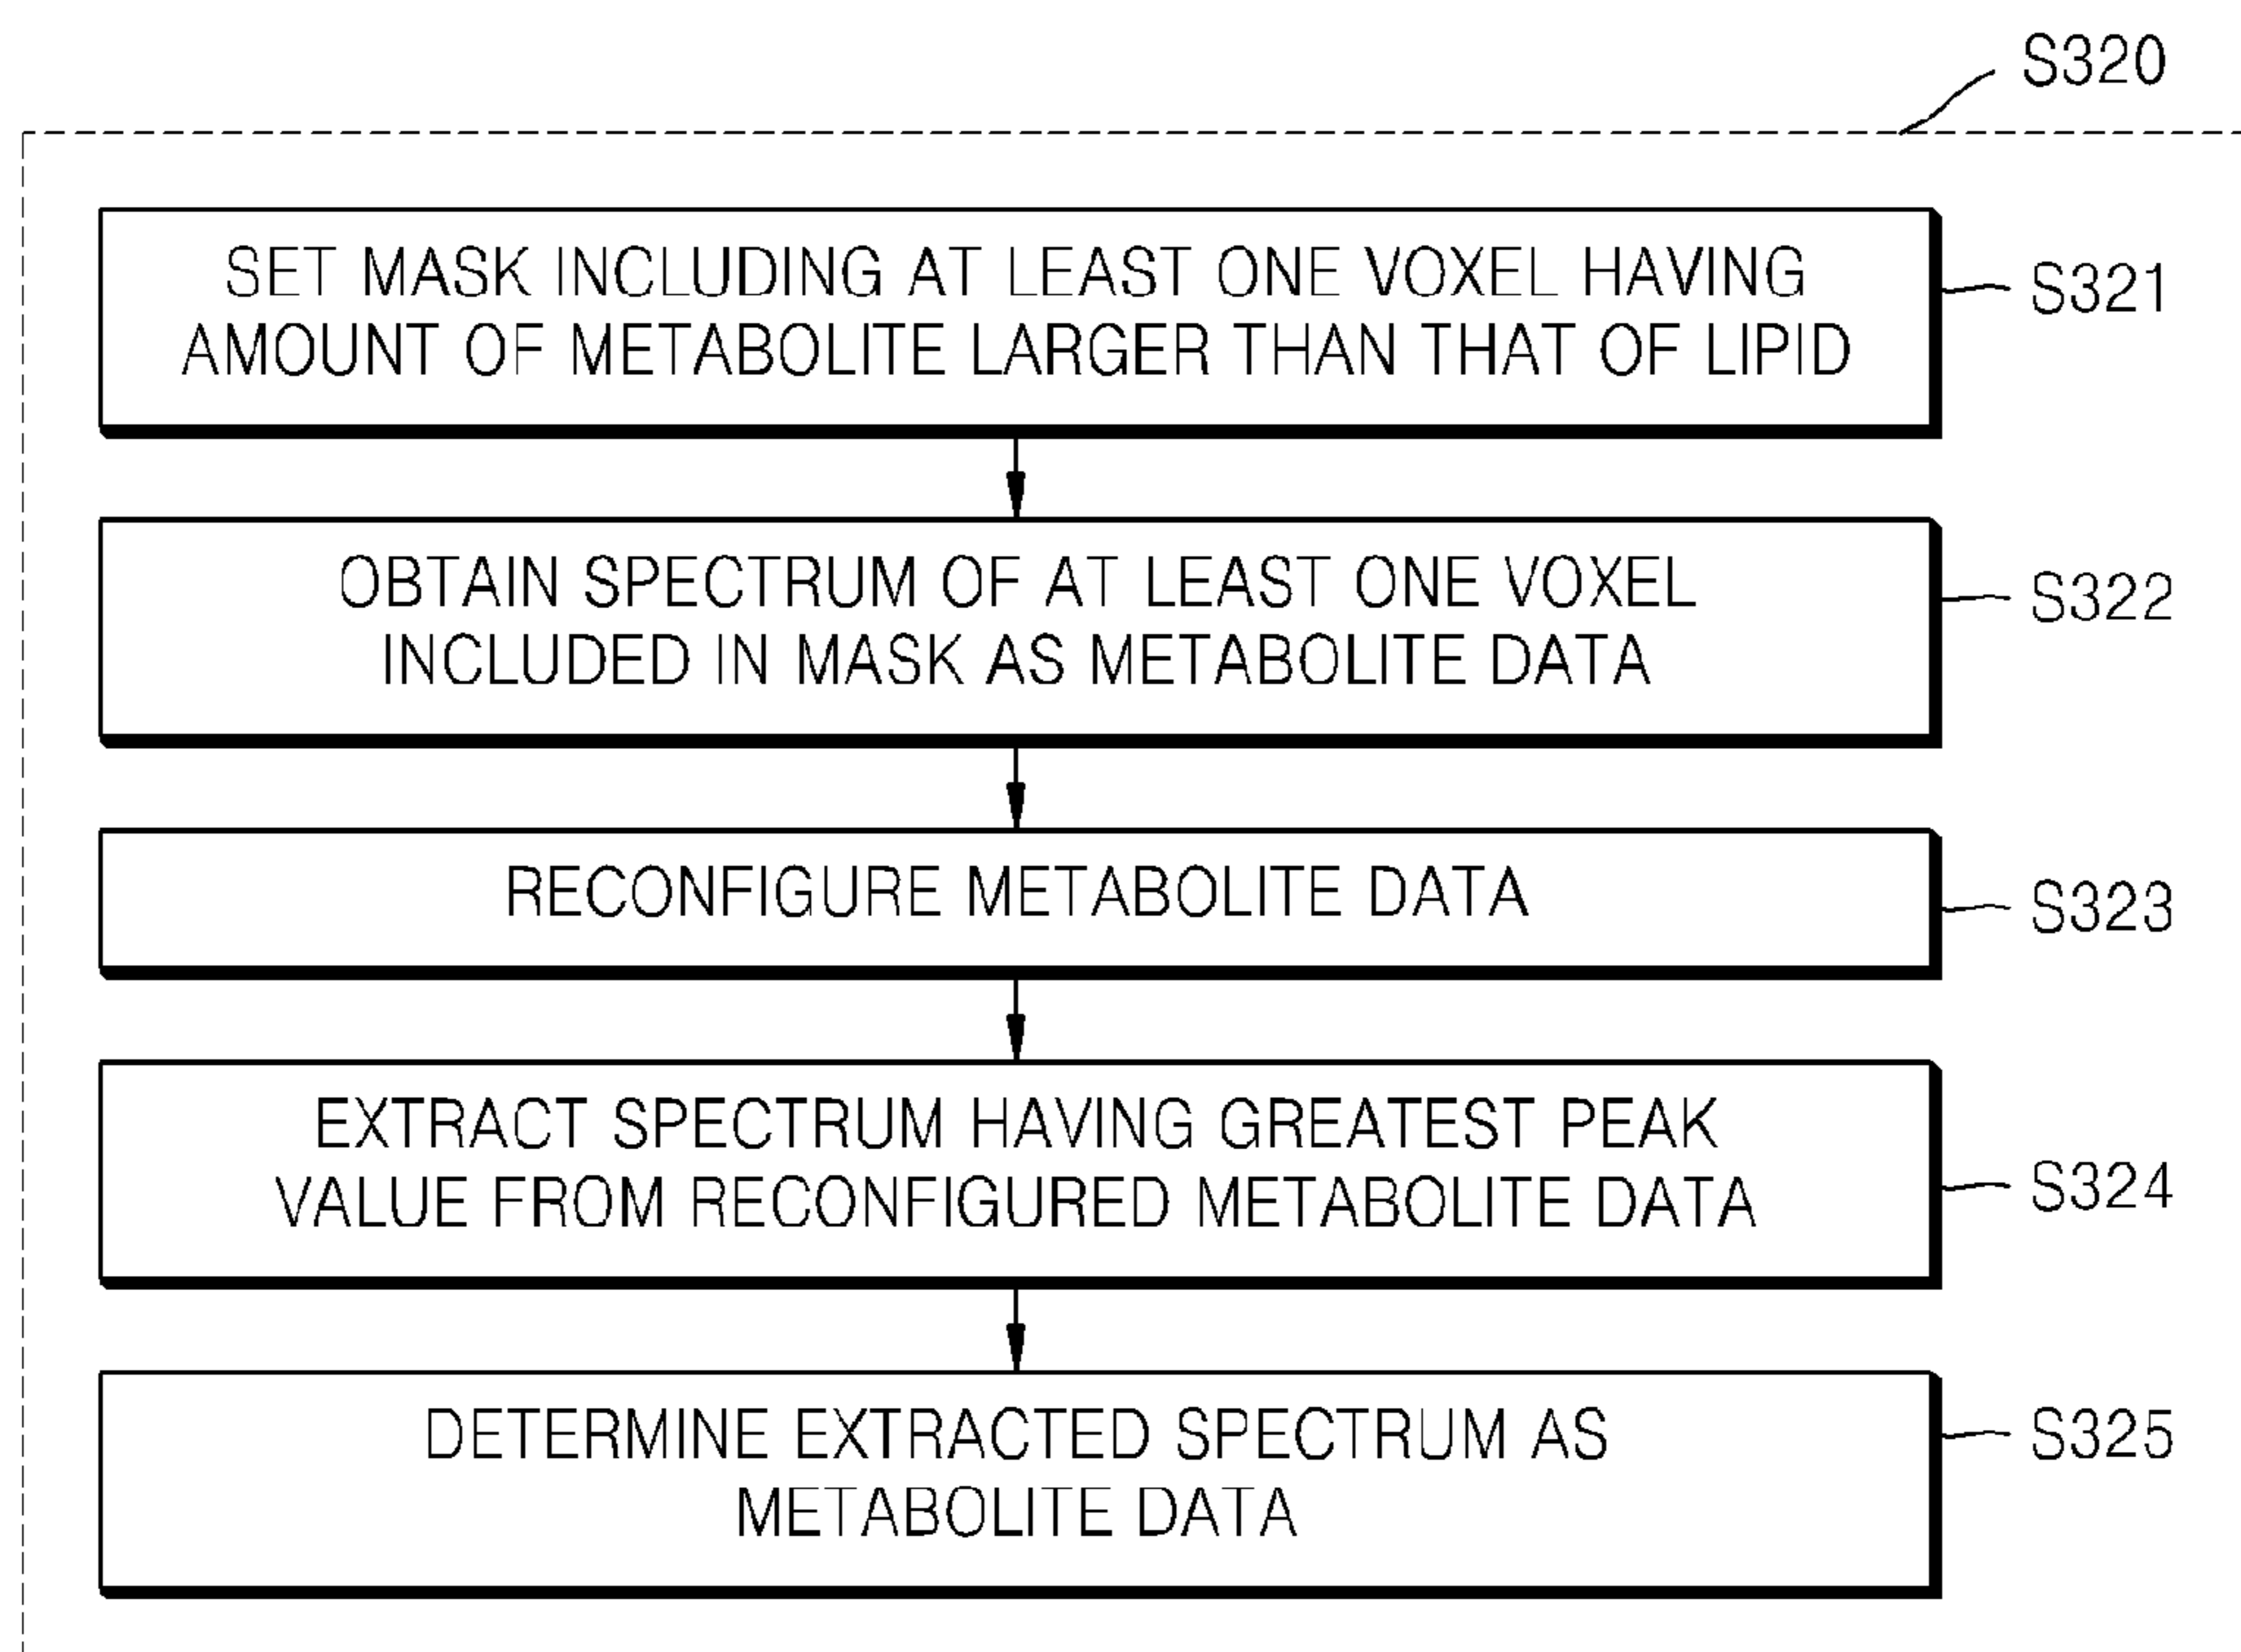 S320
SET MASK INCLUDING AT LEAST ONE VOXEL HAVING
AMOUNT OF METABOLITE LARGER THAN THAT OF LIPID
S321
OBTAIN SPECTRUM OF AT LEAST ONE VOXEL
INCLUDED IN MASK AS METABOLITE DATA
S322
RECONFIGURE METABOLITE DATA
S323
EXTRACT SPECTRUM HAVING GREATEST PEAK
VALUE FROM RECONFIGURED METABOLITE DATA
S324
DETERMINE EXTRACTED SPECTRUM AS
METABOLITE DATA
S325